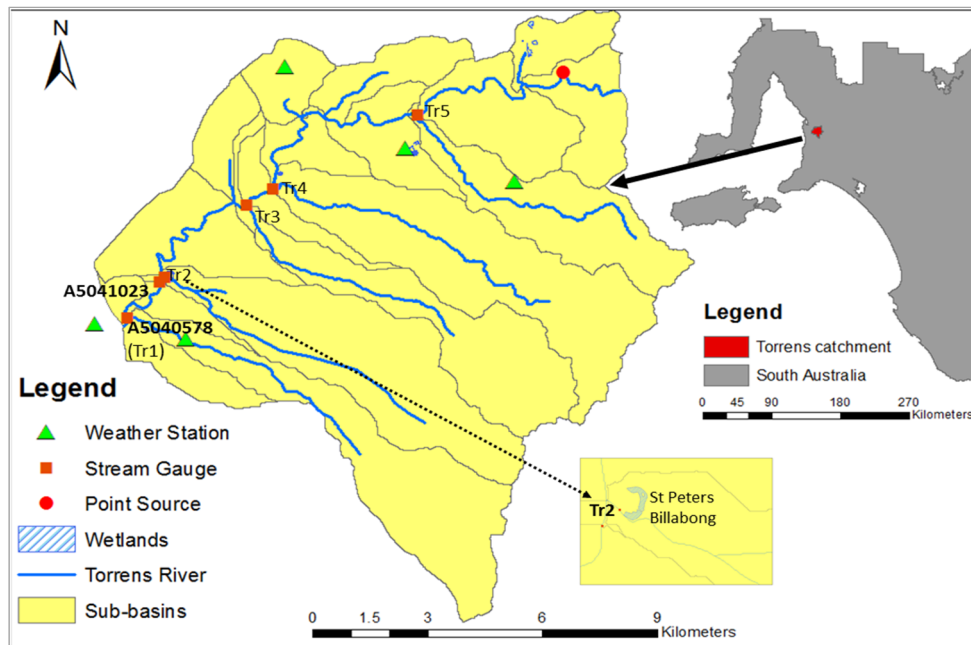 N
Tr5
Tr4
Tr3
Tr2
A5041023
A5040578
(Tr1)
Legend
Weather Station
Stream Gauge
Point Source
Wetlands
Torrens River
Sub-basins
0 1.5 3 6 9
Kilometers
Legend
Torrens catchment
South Australia
0 45 90 180 270
Kilometers
Tr2
St Peters
Billabong